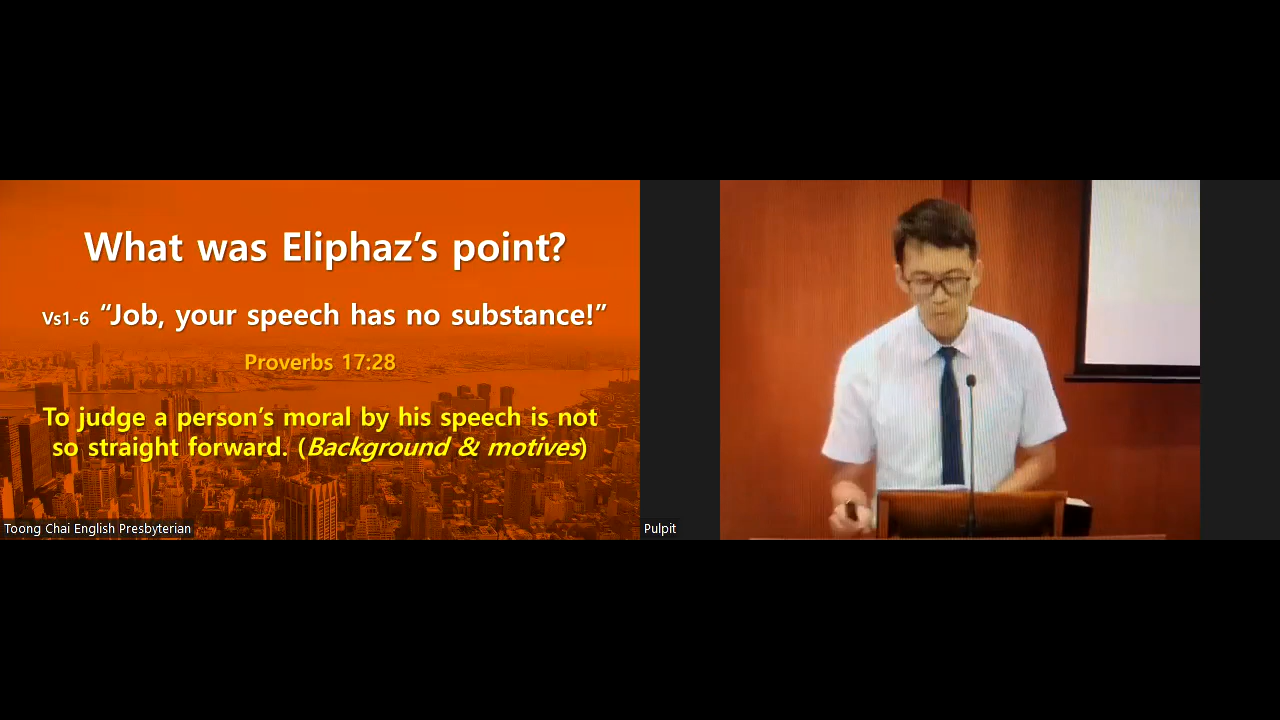 What was Eliphaz’s point?
Vs1-6 “Job, your speech has no substance!”
Proverbs 17:28
To judge a person’s moral by his speech is not
so straight forward. (Background & motives)
Toong Chai English Presbyterian
Pulpit